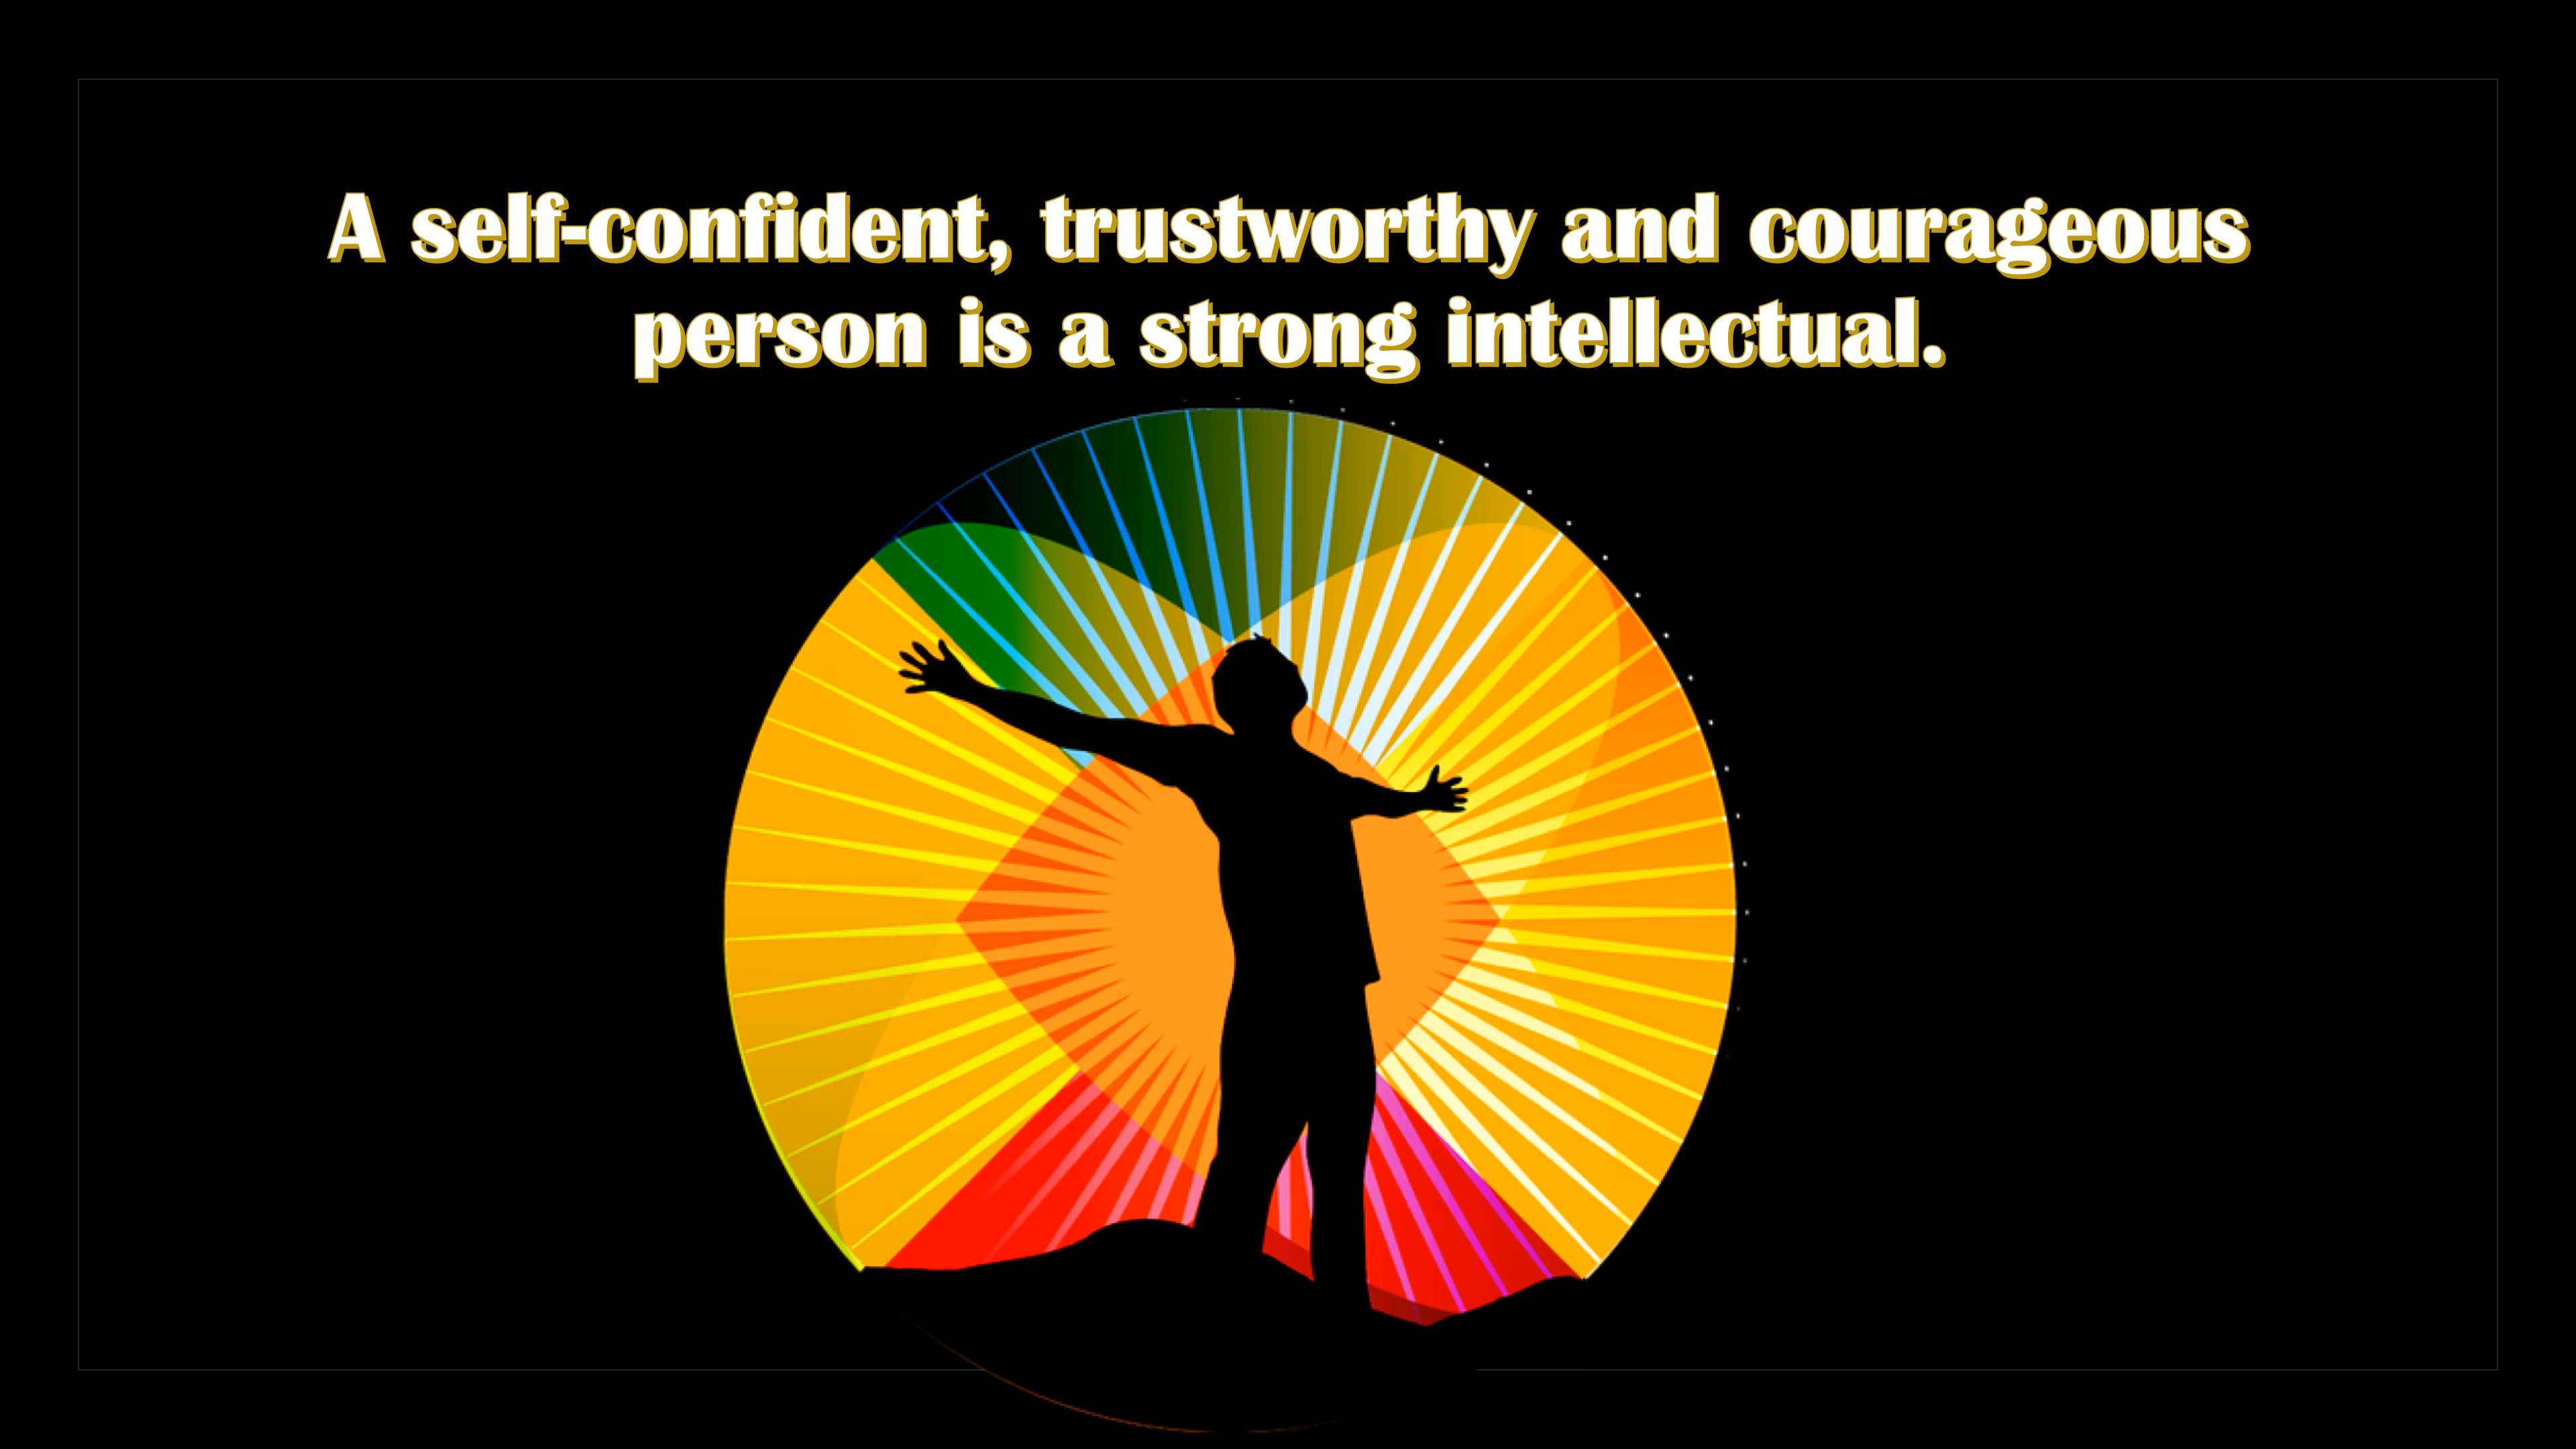 A self-confident, trustworthy and courageous
person is a strong intellectual.